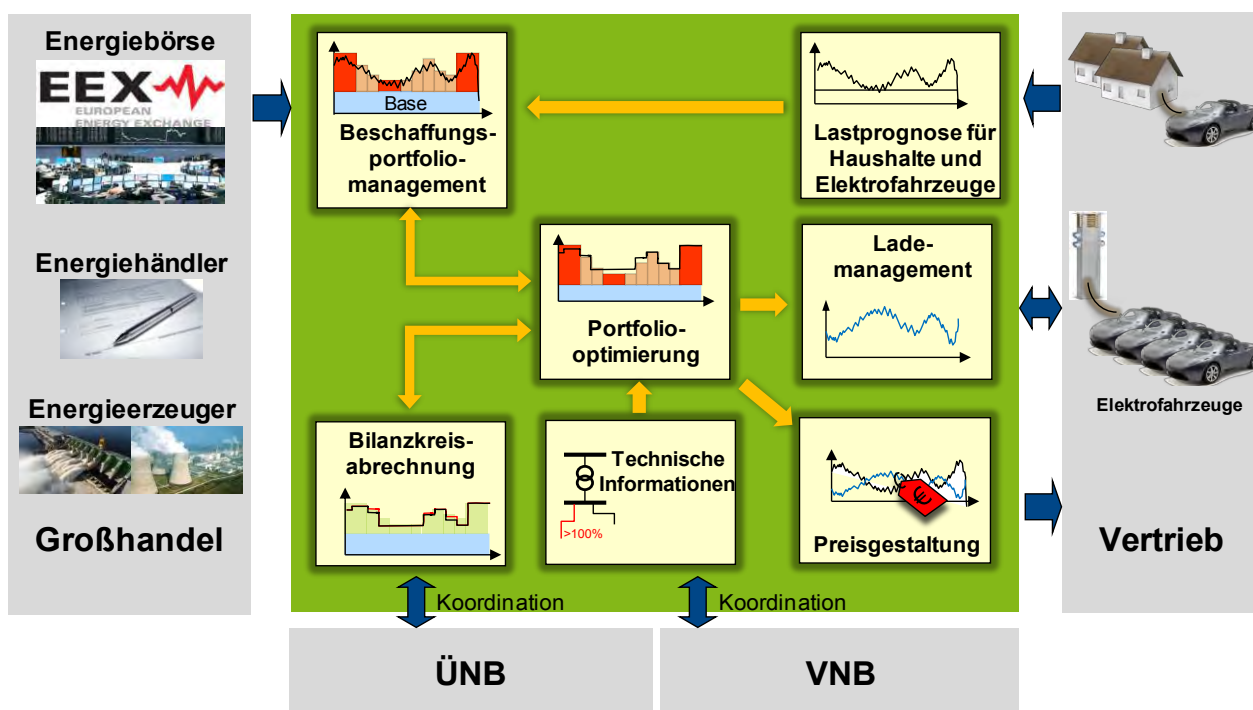 Energiebörse
EEX
EUROPEAN
ENERGY EXCHANGE
Energiehändler
Energieerzeuger
Großhandel
Base
Beschaffungs-
portfolio-
management
Lastprognose für
Haushalte und
Elektrofahrzeuge
Portfolio-
optimierung
Lade-
management
Bilanzkreis-
abrechnung
Technische
Informationen
>100%
€
Preisgestaltung
Koordination
Koordination
ÜNB
VNB
Elektrofahrzeuge
Vertrieb